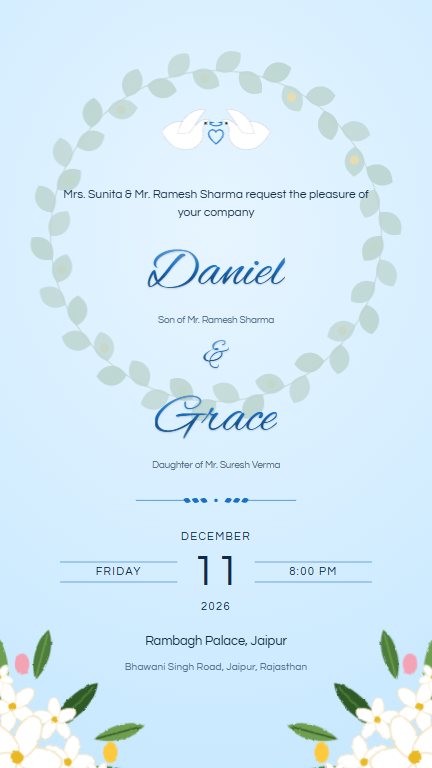 Mrs. Sunita & Mr. Ramesh Sharma request the pleasure of
your company
Daniel
Son of Mr. Ramesh Sharma
&
Grace
Daughter of Mr. Suresh Verma
DECEMBER
FRIDAY 11 8:00 PM
2026
Rambagh Palace, Jaipur
Bhawani Singh Road, Jaipur, Rajasthan